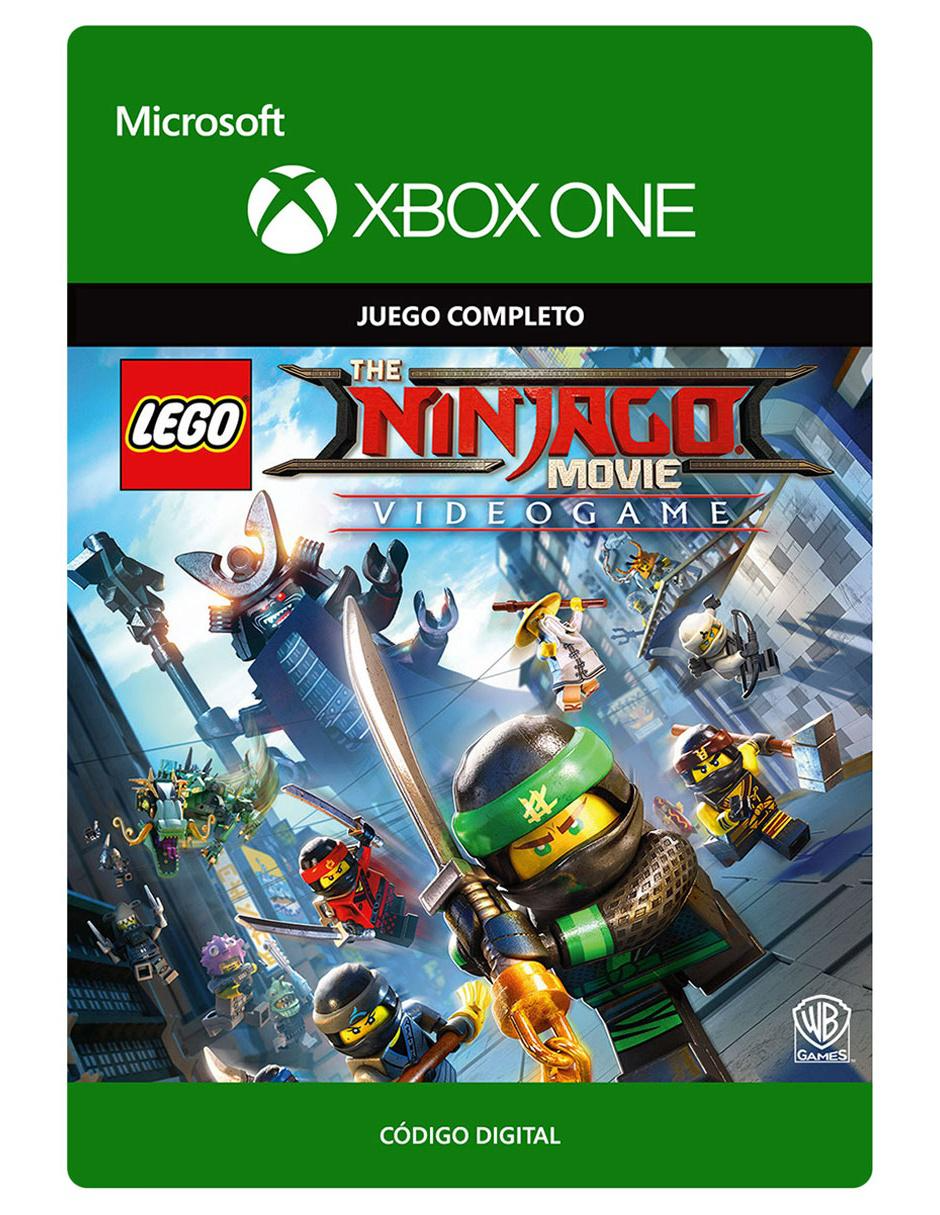 Microsoft
XBOX ONE
JUEGO COMPLETO
LEGO
THE
NINJAGO
MOVIE
VIDEOGAME
WB
GAMES
CÓDIGO DIGITAL